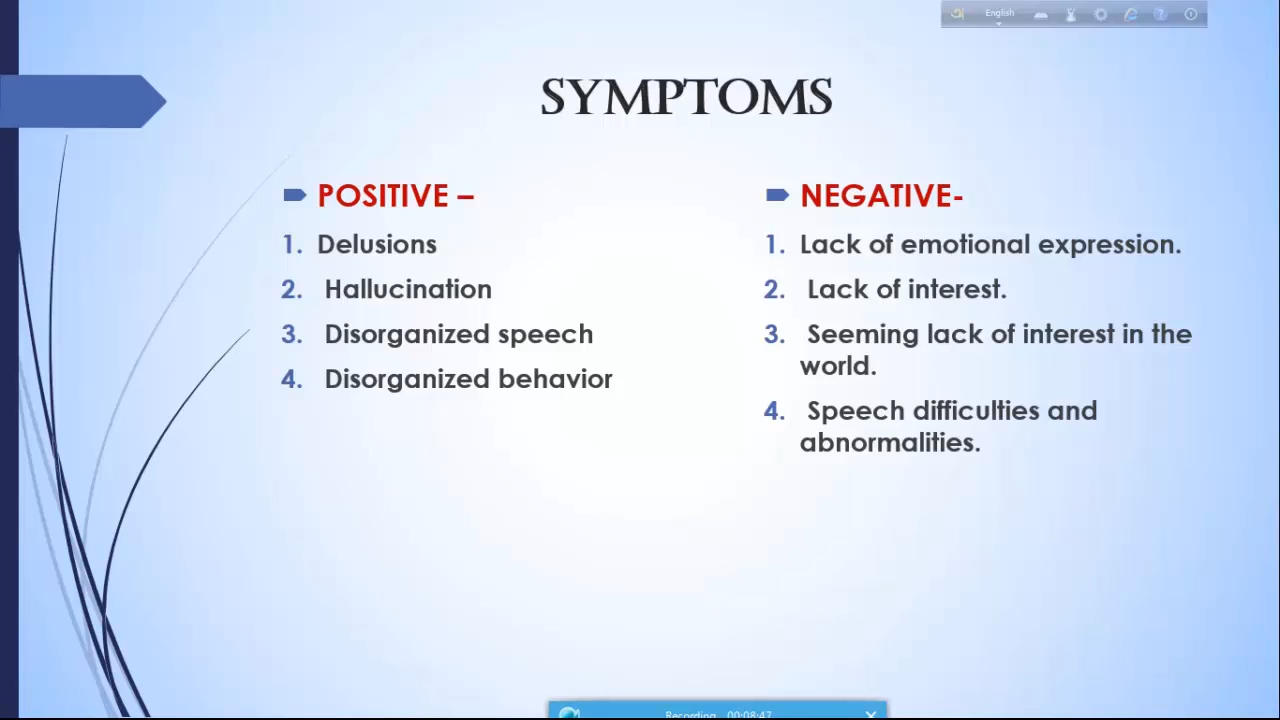 English
SYMPTOMS
POSITIVE –
1. Delusions
2. Hallucination
3. Disorganized speech
4. Disorganized behavior
NEGATIVE-
1. Lack of emotional expression.
2. Lack of interest.
3. Seeming lack of interest in the
world.
4. Speech difficulties and
abnormalities.
Recording 00:08:47